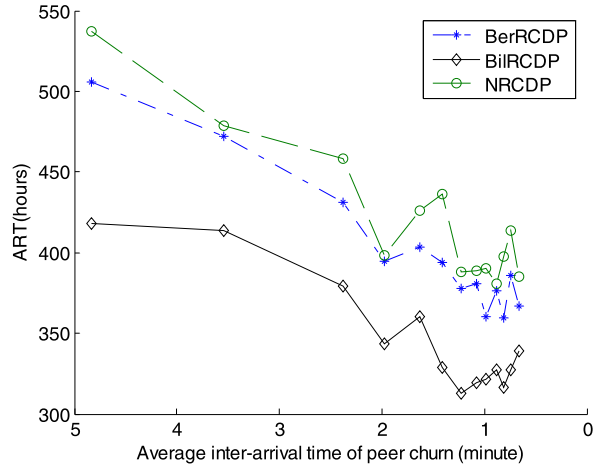 550
500
450
400
350
300
ART(hours)
BerRCDP
BilRCDP
NRCDP
5 4 3 2 1 0
Average inter-arrival time of peer churn (minute)